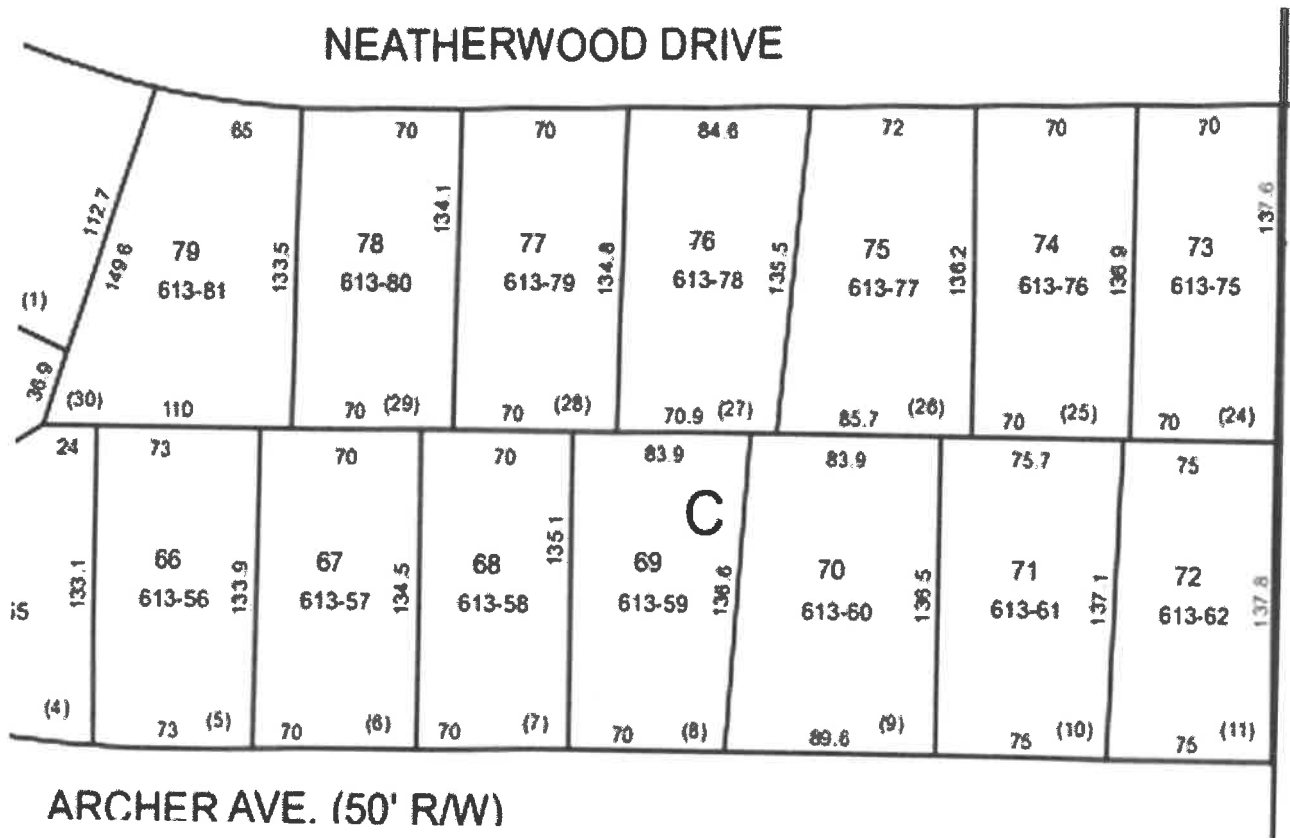 NEATHERWOOD DRIVE
65 70 70 84.6 72 70 70
112.7 149.6 133.5 134.1 134.8 135.5 136.2 136.9 137.6
79 78 77 76 75 74 73
613-81 613-80 613-79 613-78 613-77 613-76 613-75
(1)
36.9
(30) 110 70 (29) 70 (28) 70.9 (27) 85.7 (26) 70 (25) 70 (24)
24 73 70 70 83.9 83.9 75.7 75
C
133.1 133.9 134.5 135.1 136.6 136.5 137.1 137.8
66 67 68 69 70 71 72
613-56 613-57 613-58 613-59 613-60 613-61 613-62
(4) 73 (5) 70 (6) 70 (7) 70 (8) 89.6 (9) 75 (10) 75 (11)
ARCHER AVE. (50' R/W)